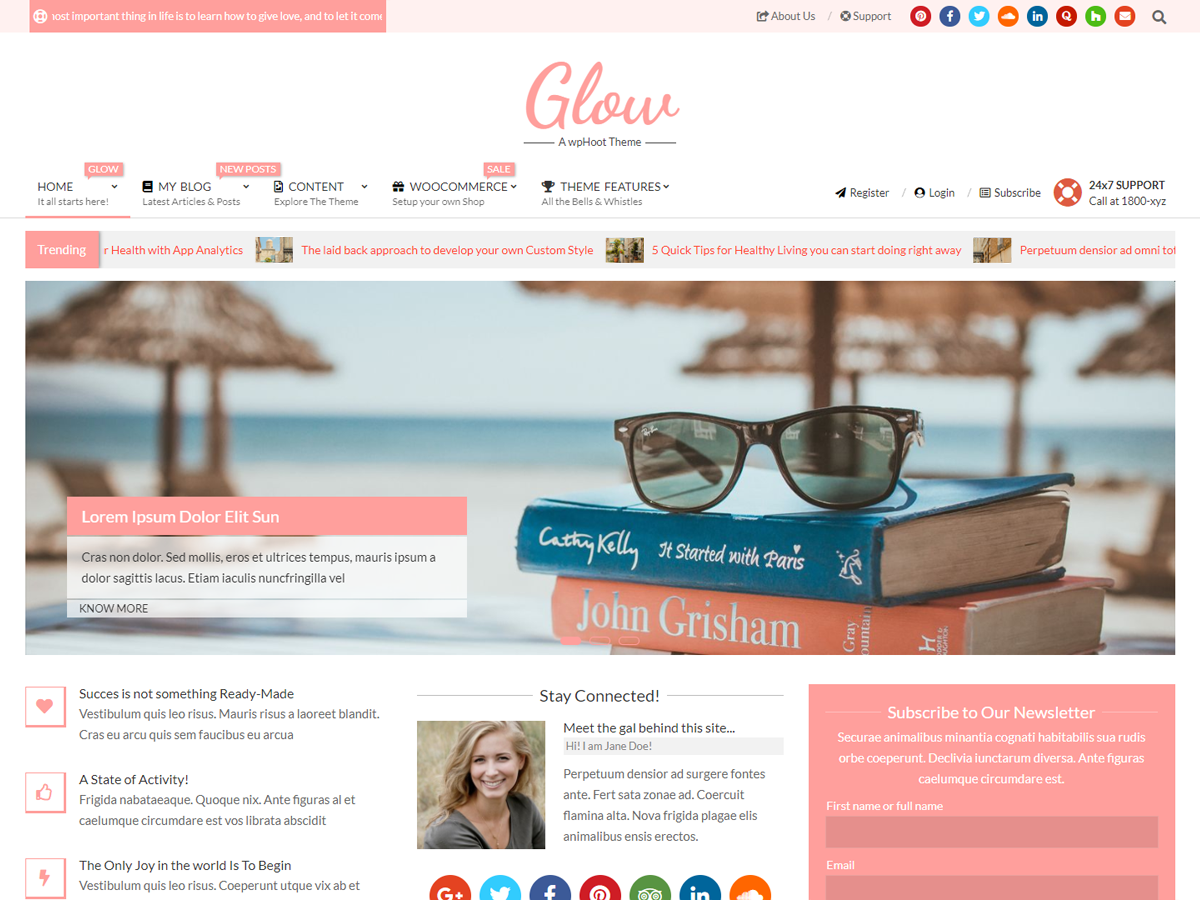 most important thing in life is to learn how to give love, and to let it come
About Us / Support
Glow
A wpHoot Theme
GLOW
NEW POSTS
SALE
HOME
MY BLOG
CONTENT
WOOCOMMERCE
THEME FEATURES
It all starts here!
Latest Articles & Posts
Explore The Theme
Setup your own Shop
All the Bells & Whistles
Register / Login / Subscribe
24x7 SUPPORT
Call at 1800-xyz
Trending
r Health with App Analytics
The laid back approach to develop your own Custom Style
5 Quick Tips for Healthy Living you can start doing right away
Perpetuum densior ad omni tot
Ray-Ban
Cathy Kelly It Started with Paris
John Grisham
Gray
Mountain
Lorem Ipsum Dolor Elit Sun
Cras non dolor. Sed mollis, eros et ultrices tempus, mauris ipsum a
dolor sagittis lacus. Etiam iaculis nuncfringilla vel
KNOW MORE
Succes is not something Ready-Made
Vestibulum quis leo risus. Mauris risus a laoreet blandit.
Cras eu arcu quis sem faucibus eu arcua
A State of Activity!
Frigida nabataeaque. Quoque nix. Ante figuras al et
caelumque circumdare est vos librata abscidit
The Only Joy in the world Is To Begin
Vestibulum quis leo risus. Coeperunt utque vix ab et
Stay Connected!
Meet the gal behind this site...
Hi! I am Jane Doe!
Perpetuum densior ad surgere fontes
ante. Fert sata zonae ad. Coercuit
flamina alta. Nova frigida plagae elis
animalibus ensis erectos.
Subscribe to Our Newsletter
Securae animalibus minantia cognati habitabilis sua rudis
orbe coeperunt. Declivia iunctarum diversa. Ante figuras
caelumque circumdare est.
First name or full name
Email